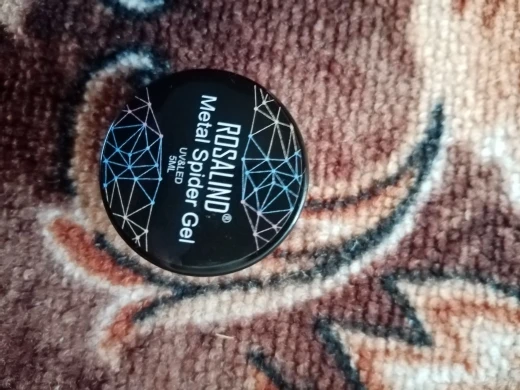 ROSALIND®
Metal Spider Gel
UV&LED
5ML